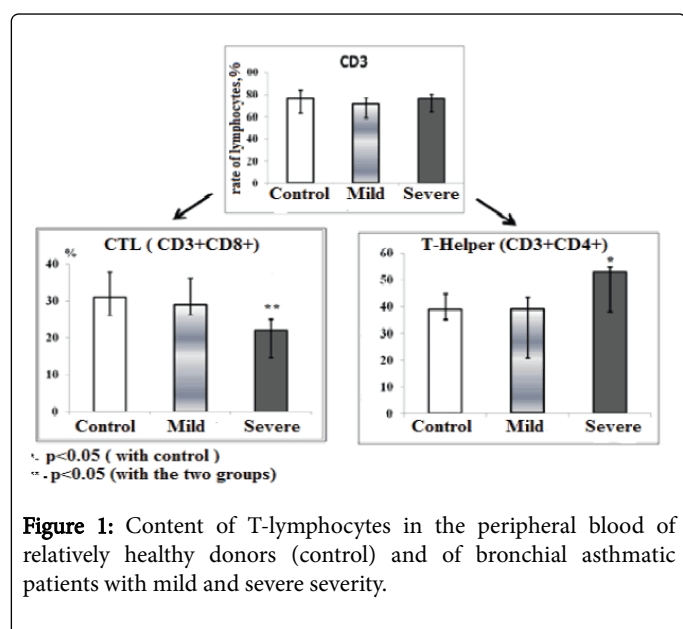 CD3
rate of lymphocytes, %
80
60
40
20
0
Control Mild Severe
CTL ( CD3+CD8+)
%
40
30
20
10
0
**
Control Mild Severe
T-Helper (CD3+CD4+)
60
50
40
30
20
10
0
*
Control Mild Severe
p<0.05 ( with control )
** - p<0.05 (with the two groups)
Figure 1: Content of T-lymphocytes in the peripheral blood of
relatively healthy donors (control) and of bronchial asthmatic
patients with mild and severe severity.